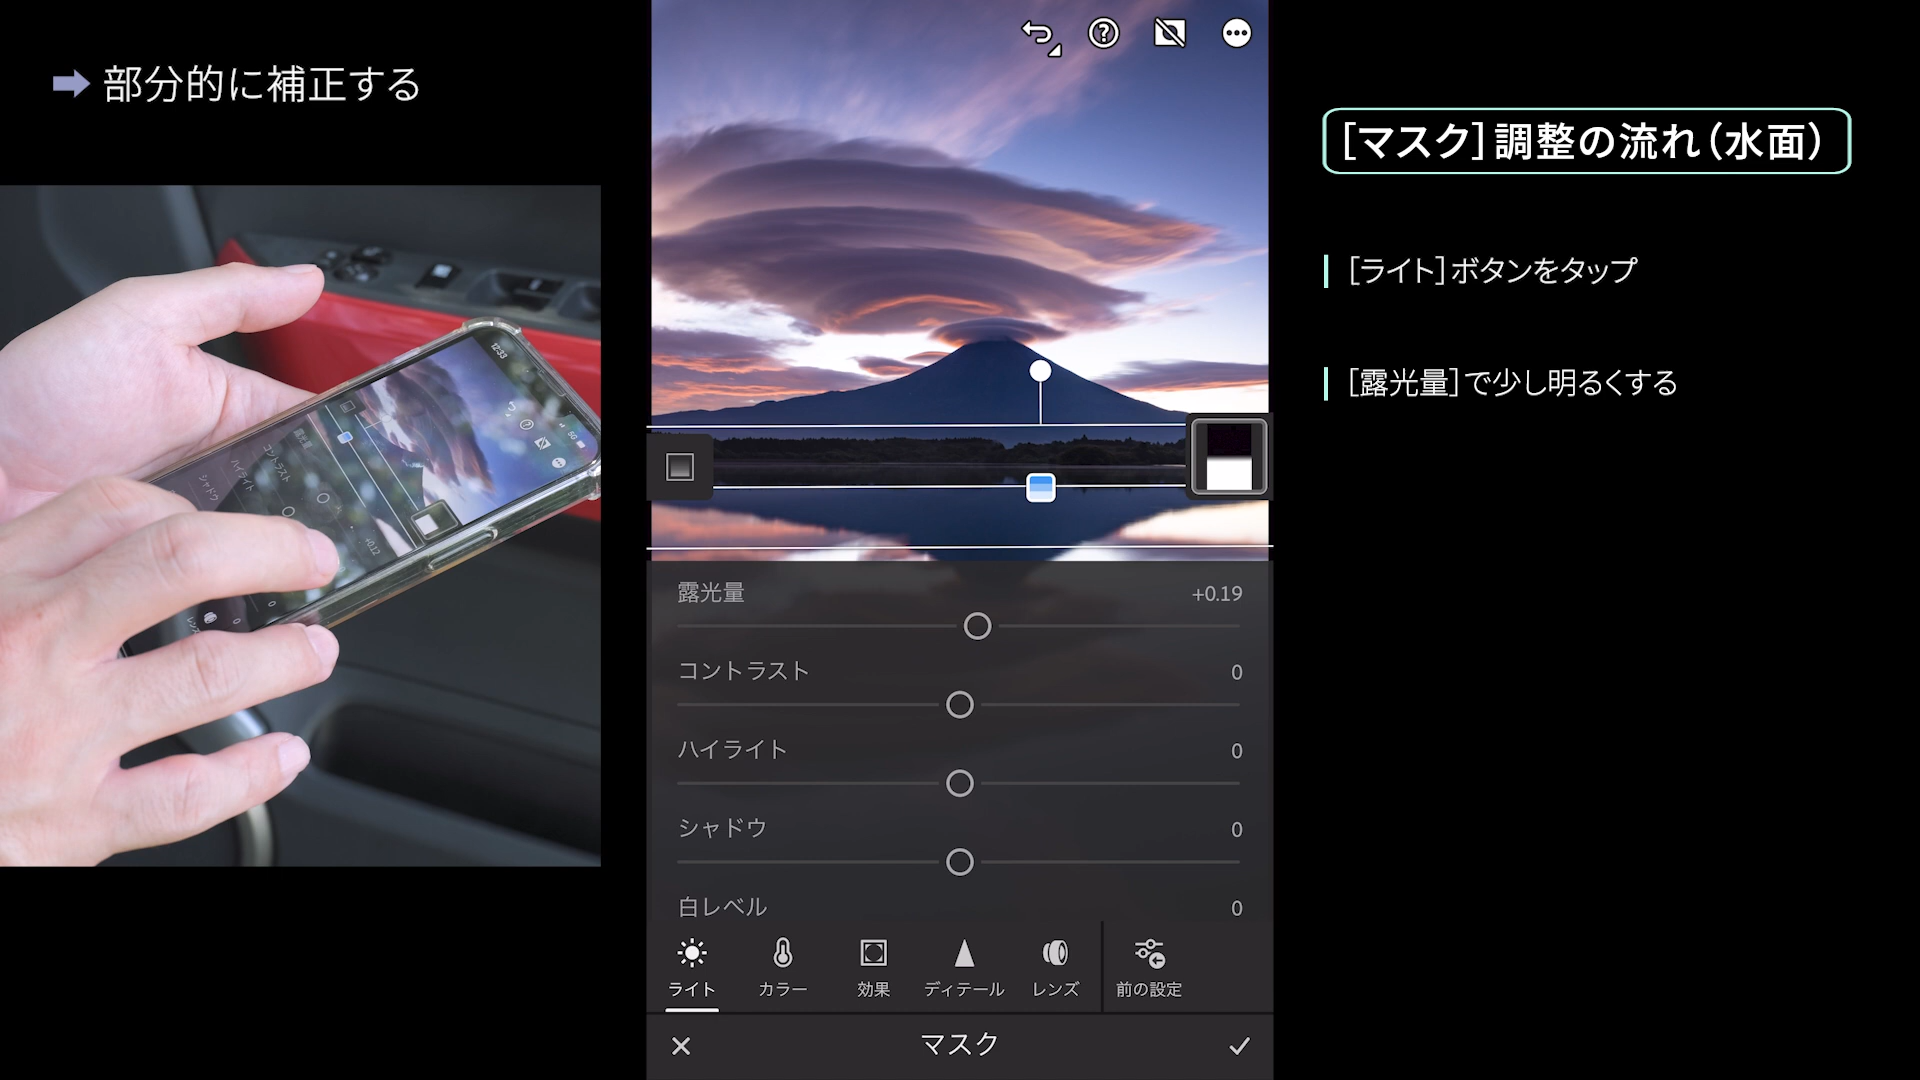 部分的に補正する
[マスク]調整の流れ(水面)
[ライト]ボタンをタップ
[露光量]で少し明るくする
12:33
露光量 +0.19
コントラスト 0
ハイライト 0
シャドウ 0
白レベル 0
ライト カラー 効果 ディテール レンズ 前の設定
マスク